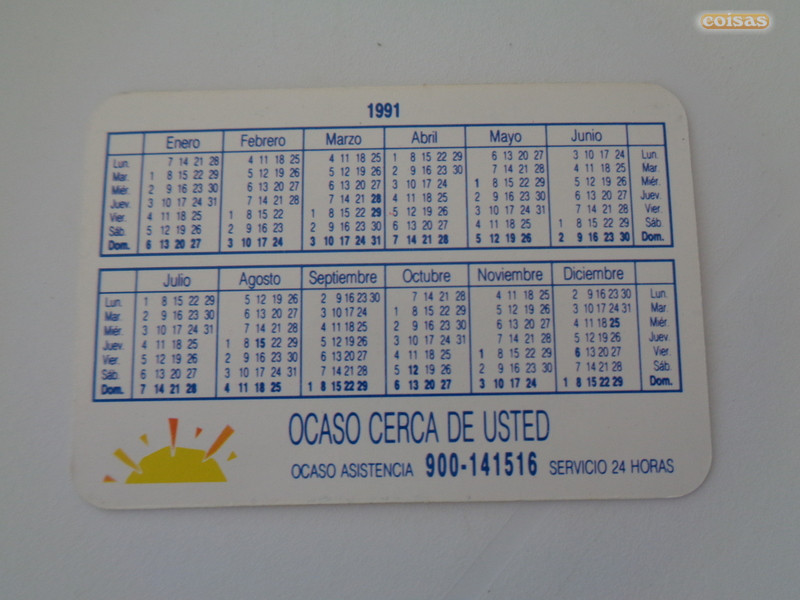 coisas
1991
Enero Febrero Marzo Abril Mayo Junio
Lun. 7 14 21 28 4 11 18 25 4 11 18 25 1 8 15 22 29 6 13 20 27 3 10 17 24 Lun.
Mar. 1 8 15 22 29 5 12 19 26 5 12 19 26 2 9 16 23 30 7 14 21 28 4 11 18 25 Mar.
Miér. 2 9 16 23 30 6 13 20 27 6 13 20 27 3 10 17 24 1 8 15 22 29 5 12 19 26 Miér.
Juev. 3 10 17 24 31 7 14 21 28 7 14 21 28 4 11 18 25 2 9 16 23 30 6 13 20 27 Juev.
Vier. 4 11 18 25 1 8 15 22 1 8 15 22 29 5 12 19 26 3 10 17 24 31 7 14 21 28 Vier.
Sáb. 5 12 19 26 2 9 16 23 2 9 16 23 30 6 13 20 27 4 11 18 25 1 8 15 22 29 Sáb.
Dom. 6 13 20 27 3 10 17 24 3 10 17 24 31 7 14 21 28 5 12 19 26 2 9 16 23 30 Dom.
Julio Agosto Septiembre Octubre Noviembre Diciembre
Lun. 1 8 15 22 29 5 12 19 26 2 9 16 23 30 7 14 21 28 4 11 18 25 2 9 16 23 30 Lun.
Mar. 2 9 16 23 30 6 13 20 27 3 10 17 24 1 8 15 22 29 5 12 19 26 3 10 17 24 31 Mar.
Miér. 3 10 17 24 31 7 14 21 28 4 11 18 25 2 9 16 23 30 6 13 20 27 4 11 18 25 Miér.
Juev. 4 11 18 25 1 8 15 22 29 5 12 19 26 3 10 17 24 31 7 14 21 28 5 12 19 26 Juev.
Vier. 5 12 19 26 2 9 16 23 30 6 13 20 27 4 11 18 25 1 8 15 22 29 6 13 20 27 Vier.
Sáb. 6 13 20 27 3 10 17 24 31 7 14 21 28 5 12 19 26 2 9 16 23 30 7 14 21 28 Sáb.
Dom. 7 14 21 28 4 11 18 25 1 8 15 22 29 6 13 20 27 3 10 17 24 1 8 15 22 29 Dom.
OCASO CERCA DE USTED
OCASO ASISTENCIA 900-141516 SERVICIO 24 HORAS